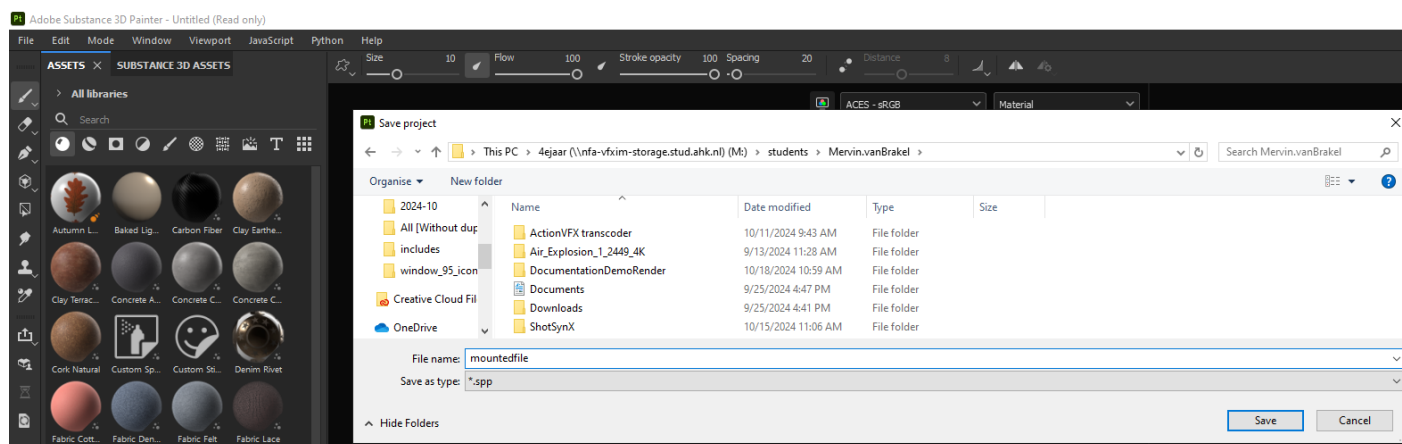 Pt Adobe Substance 3D Painter - Untitled (Read only)
File Edit Mode Window Viewport JavaScript Python Help
ASSETS × SUBSTANCE 3D ASSETS
Size 10 Flow 100 Stroke opacity 100 Spacing 20 Distance 8
> All libraries
ACES - sRGB Material
Search
Pt Save project
This PC > 4ejaar (\\nfa-vfxim-storage.stud.ahk.nl) (M:) > students > Mervin.vanBrakel >
Search Mervin.vanBrakel
Organise New folder
2024-10
All [Without dup
includes
window_95_icon
Creative Cloud Fil
OneDrive
Name Date modified Type Size
ActionVFX transcoder 10/11/2024 9:43 AM File folder
Air_Explosion_1_2449_4K 9/13/2024 11:28 AM File folder
DocumentationDemoRender 10/18/2024 10:59 AM File folder
Documents 9/25/2024 4:47 PM File folder
Downloads 9/25/2024 4:41 PM File folder
ShotSynX 10/15/2024 11:06 AM File folder
File name: mountedfile
Save as type: *.spp
Hide Folders
Save Cancel
Autumn L... Baked Lig... Carbon Fiber Clay Earthe...
Clay Terrac... Concrete A... Concrete C... Concrete C...
Cork Natural Custom Sp... Custom Sti... Denim Rivet
Fabric Cott... Fabric Den... Fabric Felt Fabric Lace